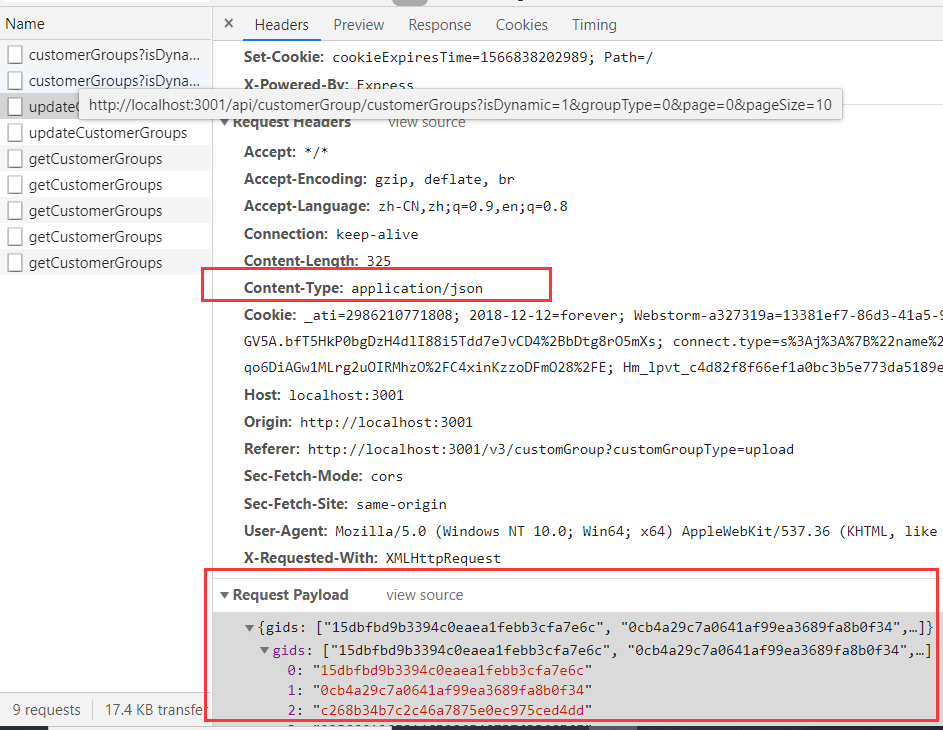 Name
customerGroups?isDyna...
customerGroups?isDyna...
updateC
updateCustomerGroups
getCustomerGroups
getCustomerGroups
getCustomerGroups
getCustomerGroups
getCustomerGroups
9 requests
17.4 KB transfer
× Headers Preview Response Cookies Timing
Set-Cookie: cookieExpiresTime=1566838202989; Path=/
X-Powered-By: Express
http://localhost:3001/api/customerGroup/customerGroups?isDynamic=1&groupType=0&page=0&pageSize=10
▼ Request Headers view source
Accept: */*
Accept-Encoding: gzip, deflate, br
Accept-Language: zh-CN,zh;q=0.9,en;q=0.8
Connection: keep-alive
Content-Length: 325
Content-Type: application/json
Cookie: _ati=2986210771808; 2018-12-12=forever; Webstorm-a327319a=13381ef7-86d3-41a5-9
GV5A.bfT5HkP0bgDzH4dlI88i5Tdd7eJvCD4%2BbDtg8rO5mXs; connect.type=s%3Aj%3A%7B%22name%2
qo6DiAGw1MLrg2uOIRMhzO%2FC4xinKzzoDFmO28%2FE; Hm_lpvt_c4d82f8f66ef1a0bc3b5e773da5189e
Host: localhost:3001
Origin: http://localhost:3001
Referer: http://localhost:3001/v3/customGroup?customGroupType=upload
Sec-Fetch-Mode: cors
Sec-Fetch-Site: same-origin
User-Agent: Mozilla/5.0 (Windows NT 10.0; Win64; x64) AppleWebKit/537.36 (KHTML, like
X-Requested-With: XMLHttpRequest
▼ Request Payload view source
▼{gids: ["15dbfbd9b3394c0eaea1febb3cfa7e6c", "0cb4a29c7a0641af99ea3689fa8b0f34",…]}
▼gids: ["15dbfbd9b3394c0eaea1febb3cfa7e6c", "0cb4a29c7a0641af99ea3689fa8b0f34",…]
0: "15dbfbd9b3394c0eaea1febb3cfa7e6c"
1: "0cb4a29c7a0641af99ea3689fa8b0f34"
2: "c268b34b7c2c46a7875e0ec975ced4dd"